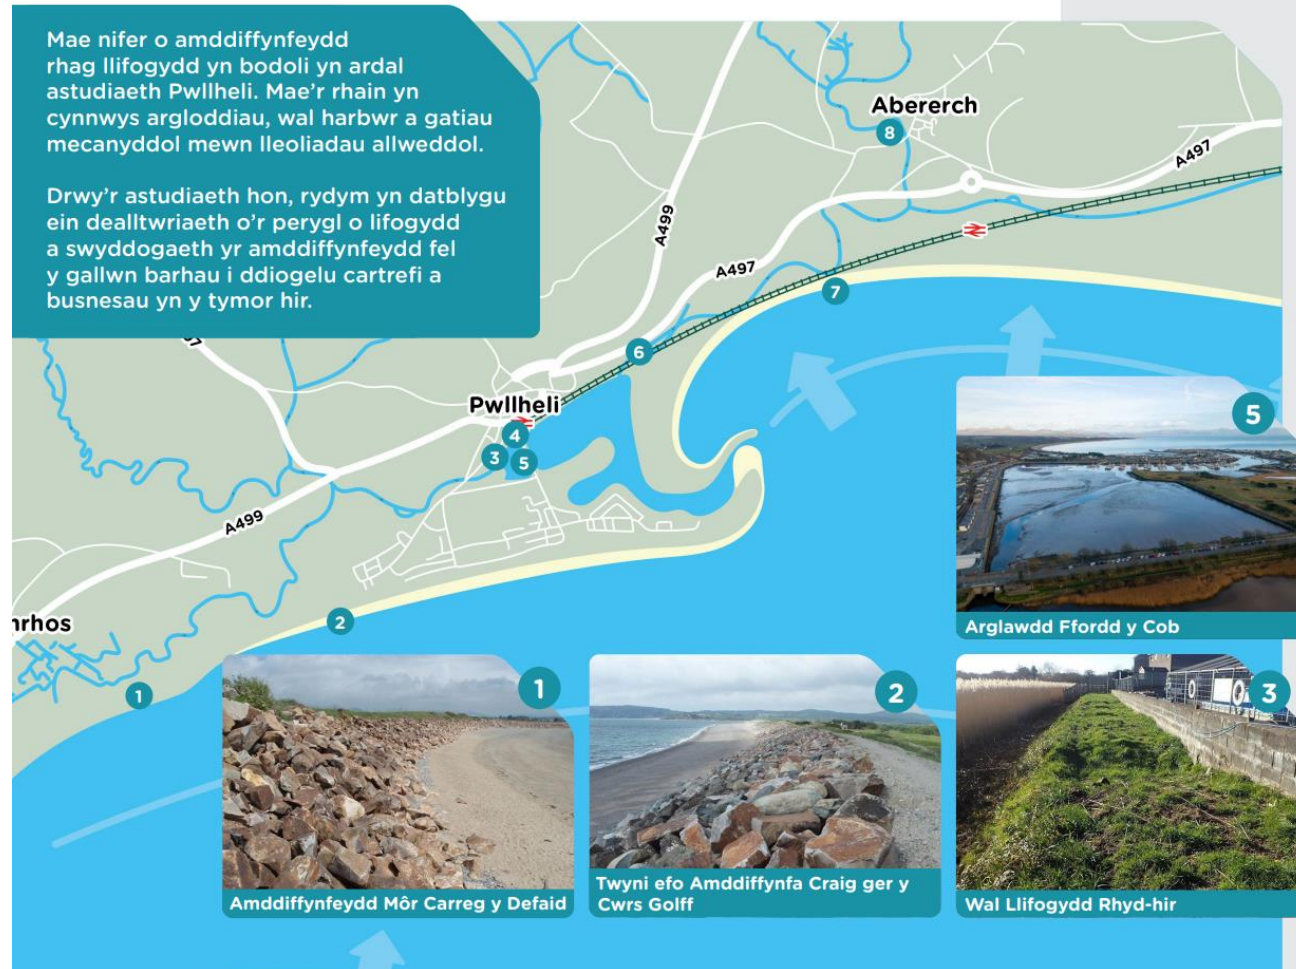 Mae nifer o amddiffynfeydd
rhag llifogydd yn bodoli yn ardal
astudiaeth Pwllheli. Mae'r rhain yn
cynnwys argloddiau, wal harbwr a gatiau
mecanyddol mewn lleoliadau allweddol.
Drwy'r astudiaeth hon, rydym yn datblygu
ein dealltwriaeth o'r perygl o lifogydd
a swyddogaeth yr amddiffynfeydd fel
y gallwn barhau i ddiogelu cartrefi a
busnesau yn y tymor hir.
Abererch
8
A497
A499
A497
7
6
Pwllheli
4
3
5
A499
2
nrhos
1
5
Arglawdd Ffordd y Cob
1
Amddiffynfeydd Môr Carreg y Defaid
2
Twyni efo Amddiffynfa Craig ger y
Cwrs Golff
3
Wal Llifogydd Rhyd-hir